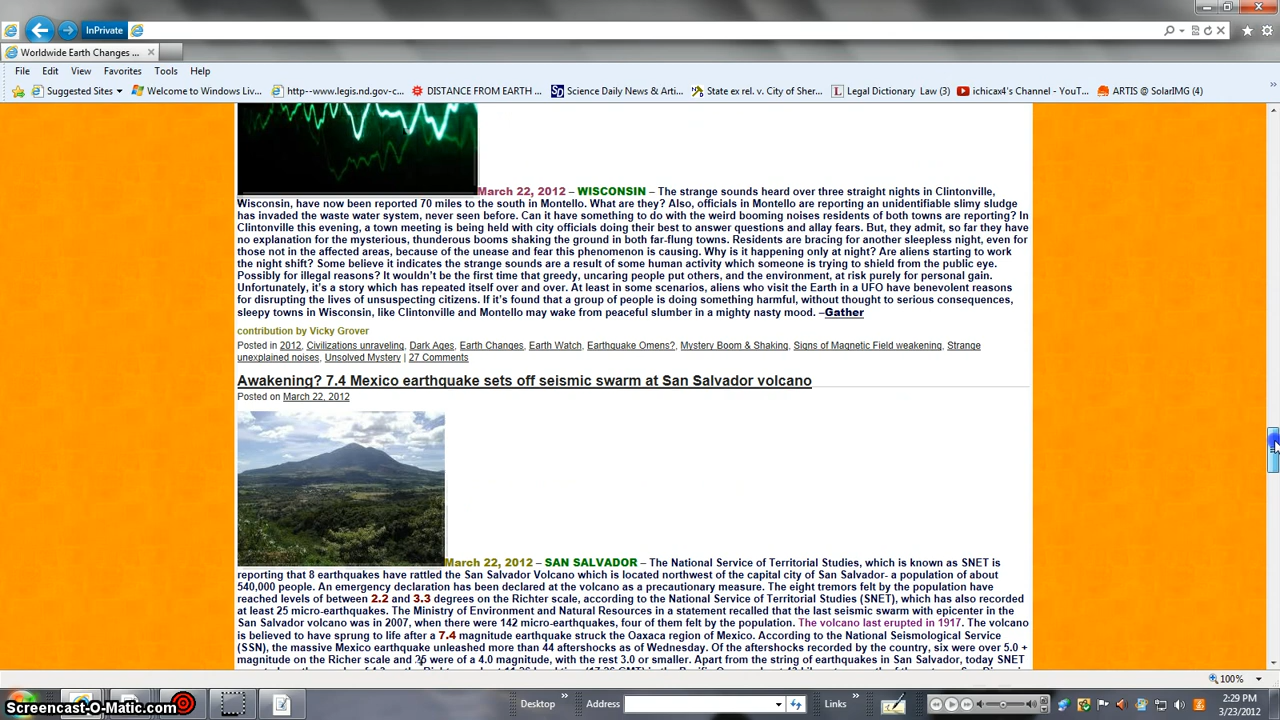 InPrivate
Worldwide Earth Changes ...
File Edit View Favorites Tools Help
Suggested Sites Welcome to Windows Liv... http--www.legis.nd.gov-c... DISTANCE FROM EARTH ... Science Daily News & Arti... State ex rel. v. City of Sher... Legal Dictionary Law (3) ichicax4's Channel - YouT... ARTIS @ SolarIMG (4)
March 22, 2012 – WISCONSIN – The strange sounds heard over three straight nights in Clintonville,
Wisconsin, have now been reported 70 miles to the south in Montello. What are they? Also, officials in Montello are reporting an unidentifiable slimy sludge
has invaded the waste water system, never seen before. Can it have something to do with the weird booming noises residents of both towns are reporting? In
Clintonville this evening, a town meeting is being held with city officials doing their best to answer questions and allay fears. But, they admit, so far they have
no explanation for the mysterious, thunderous booms shaking the ground in both far-flung towns. Residents are bracing for another sleepless night, even for
those not in the affected areas, because of the unease and fear this phenomenon is causing. Why is it happening only at night? Are aliens starting to work
the night shift? Some believe it indicates the strange sounds are a result of some human activity which someone is trying to shield from the public eye.
Possibly for illegal reasons? It wouldn't be the first time that greedy, uncaring people put others, and the environment, at risk purely for personal gain.
Unfortunately, it's a story which has repeated itself over and over. At least in some scenarios, aliens who visit the Earth in a UFO have benevolent reasons
for disrupting the lives of unsuspecting citizens. If it's found that a group of people is doing something harmful, without thought to serious consequences,
sleepy towns in Wisconsin, like Clintonville and Montello may wake from peaceful slumber in a mighty nasty mood. –Gather
contribution by Vicky Grover
Posted in 2012, Civilizations unraveling, Dark Ages, Earth Changes, Earth Watch, Earthquake Omens?, Mystery Boom & Shaking, Signs of Magnetic Field weakening, Strange
unexplained noises, Unsolved Mystery | 27 Comments
Awakening? 7.4 Mexico earthquake sets off seismic swarm at San Salvador volcano
Posted on March 22, 2012
March 22, 2012 – SAN SALVADOR – The National Service of Territorial Studies, which is known as SNET is
reporting that 8 earthquakes have rattled the San Salvador Volcano which is located northwest of the capital city of San Salvador- a population of about
540,000 people. An emergency declaration has been declared at the volcano as a precautionary measure. The eight tremors felt by the population have
reached levels of between 2.2 and 3.3 degrees on the Richter scale, according to the National Service of Territorial Studies (SNET), which has also recorded
at least 25 micro-earthquakes. The Ministry of Environment and Natural Resources in a statement recalled that the last seismic swarm with epicenter in the
San Salvador volcano was in 2007, when there were 142 micro-earthquakes, four of them felt by the population. The volcano last erupted in 1917. The volcano
is believed to have sprung to life after a 7.4 magnitude earthquake struck the Oaxaca region of Mexico. According to the National Seismological Service
(SSN), the massive Mexico earthquake unleashed more than 44 aftershocks as of Wednesday. Of the aftershocks recorded by the country, six were over 5.0 +
magnitude on the Richer scale and were of a 4.0 magnitude, with the rest 3.0 or smaller. Apart from the string of earthquakes in San Salvador, today SNET
100%
Screencast-O-Matic.com
Desktop Address Links
2:29 PM
3/23/2012